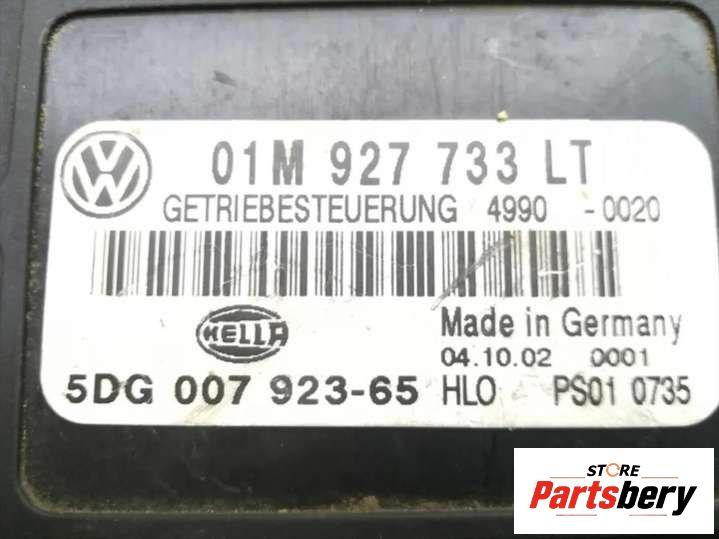 01M 927 733 LT
GETRIEBESTEUERUNG 4990 -0020
HELLA
Made in Germany
04.10.02 0001
5DG 007 923-65 HLO PS01 0735
STORE
Partsbery